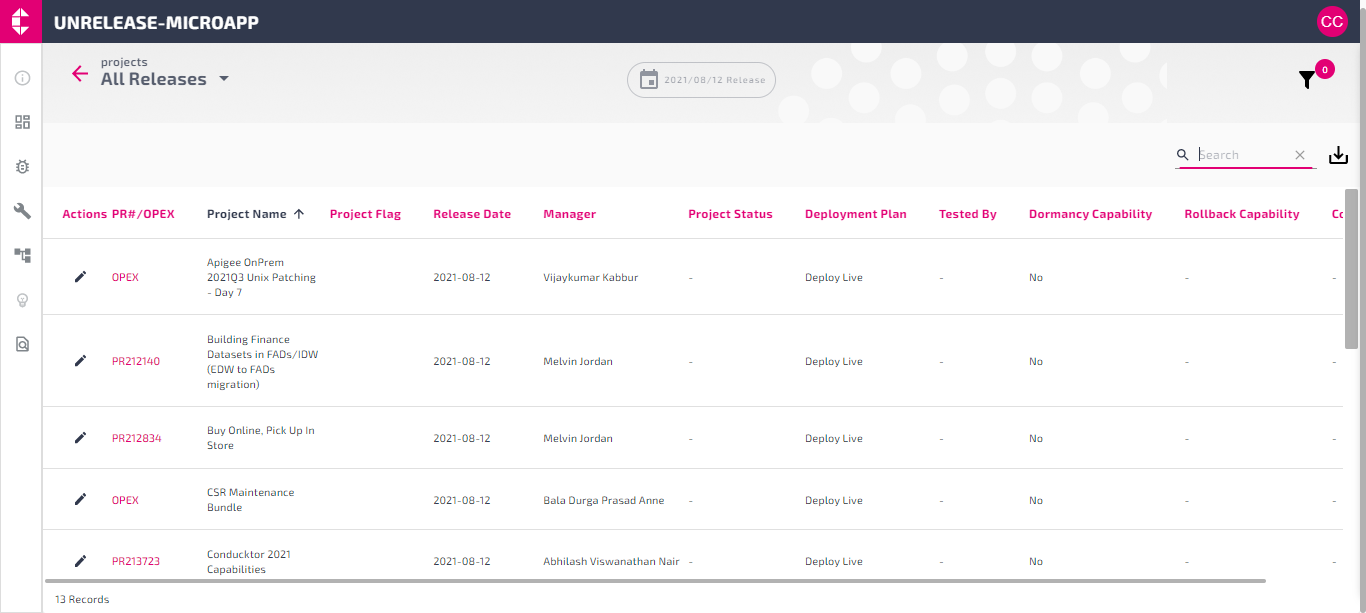 UNRELEASE-MICROAPP
CC
projects
All Releases
2021/08/12 Release
0
Search
Actions PR#/OPEX Project Name Project Flag Release Date Manager Project Status Deployment Plan Tested By Dormancy Capability Rollback Capability Co
OPEX Apigee OnPrem 2021-08-12 Vijaykumar Kabbur - Deploy Live - No - -
2021Q3 Unix Patching
- Day 7
PR212140 Building Finance 2021-08-12 Melvin Jordan - Deploy Live - No - -
Datasets in FADs/IDW
(EDW to FADs
migration)
PR212834 Buy Online, Pick Up In 2021-08-12 Melvin Jordan - Deploy Live - No - -
Store
OPEX CSR Maintenance 2021-08-12 Bala Durga Prasad Anne - Deploy Live - No - -
Bundle
PR213723 Conducktor 2021 2021-08-12 Abhilash Viswanathan Nair - Deploy Live - No - -
Capabilities
13 Records